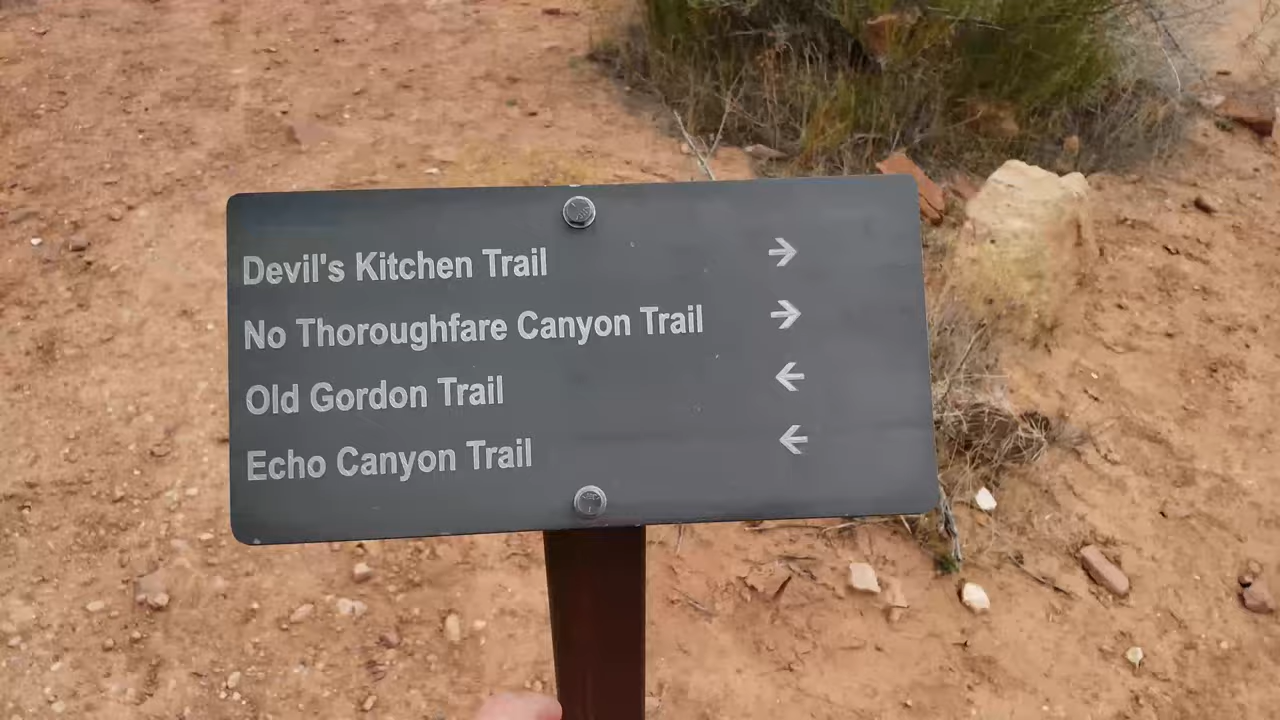 Devil's Kitchen Trail →
No Thoroughfare Canyon Trail →
Old Gordon Trail ←
Echo Canyon Trail ←